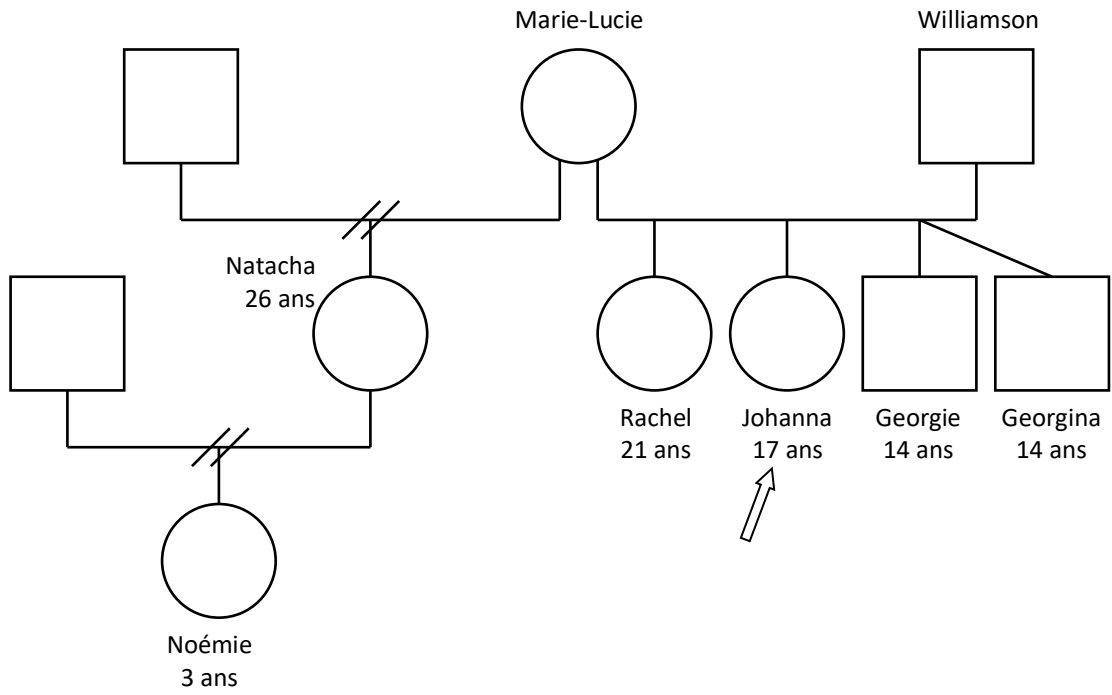 Marie-Lucie
Williamson
Natacha
26 ans
Rachel
21 ans
Johanna
17 ans
Georgie
14 ans
Georgina
14 ans
Noémie
3 ans